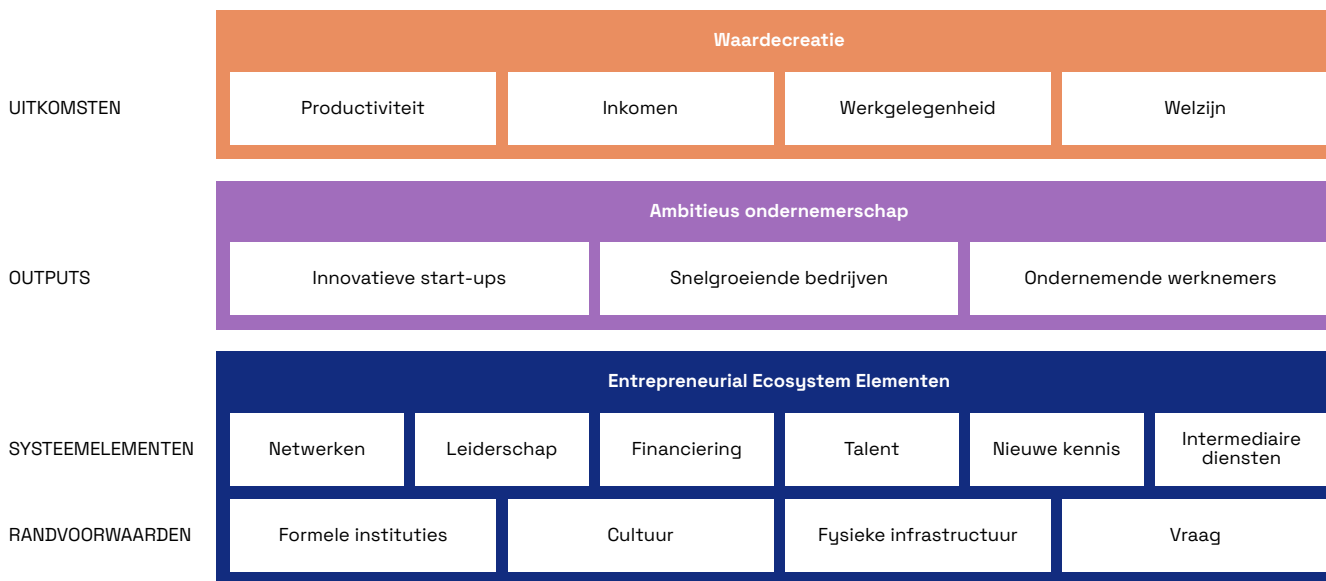 Waardecreatie
UITKOMSTEN
Productiviteit
Inkomen
Werkgelegenheid
Welzijn
Ambitieus ondernemerschap
OUTPUTS
Innovatieve start-ups
Snelgroeiende bedrijven
Ondernemende werknemers
Entrepreneurial Ecosystem Elementen
SYSTEEMELEMENTEN
Netwerken
Leiderschap
Financiering
Talent
Nieuwe kennis
Intermediaire
diensten
RANDVOORWAARDEN
Formele instituties
Cultuur
Fysieke infrastructuur
Vraag